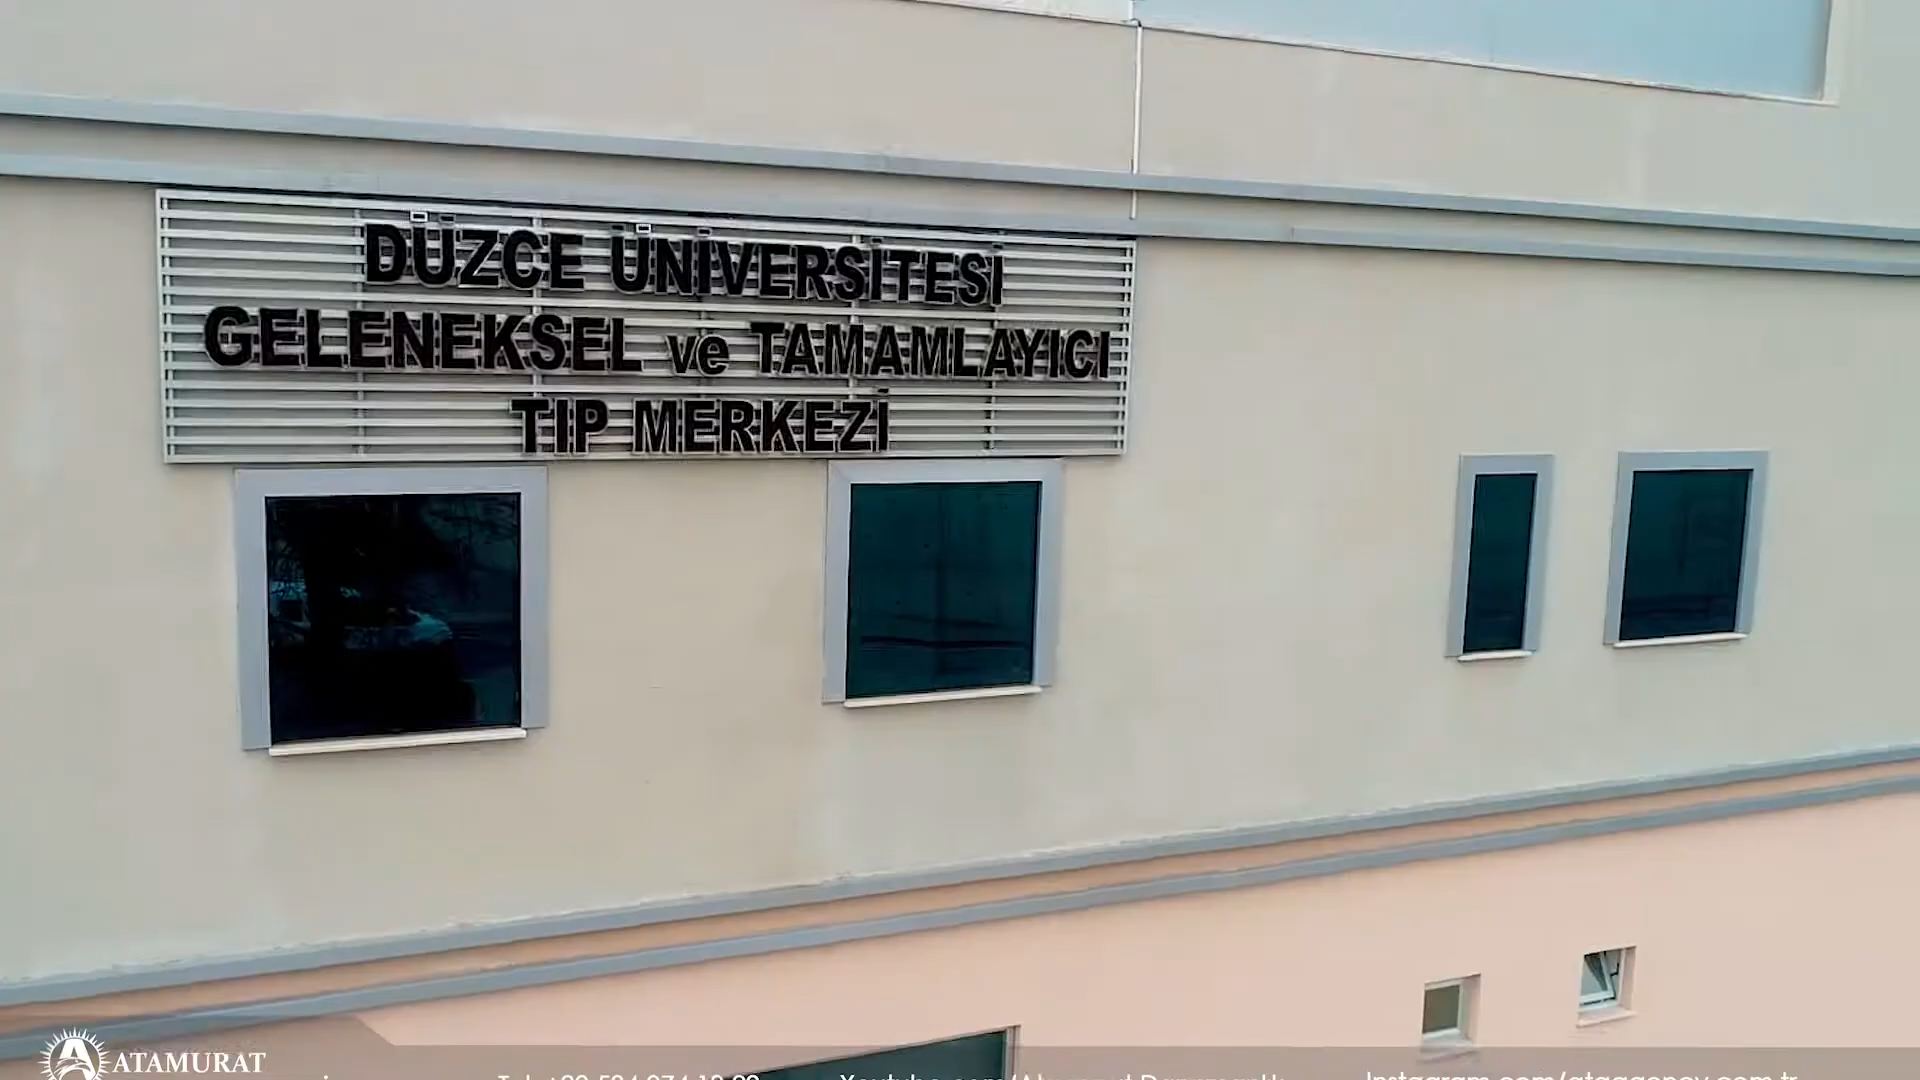 DÜZCE ÜNİVERSİTESİ
GELENEKSEL ve TAMAMLAYICI
TIP MERKEZİ
ATAMURAT